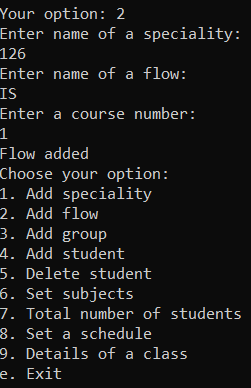 Your option: 2
Enter name of a speciality:
126
Enter name of a flow:
IS
Enter a course number:
1
Flow added
Choose your option:
1. Add speciality
2. Add flow
3. Add group
4. Add student
5. Delete student
6. Set subjects
7. Total number of students
8. Set a schedule
9. Details of a class
e. Exit